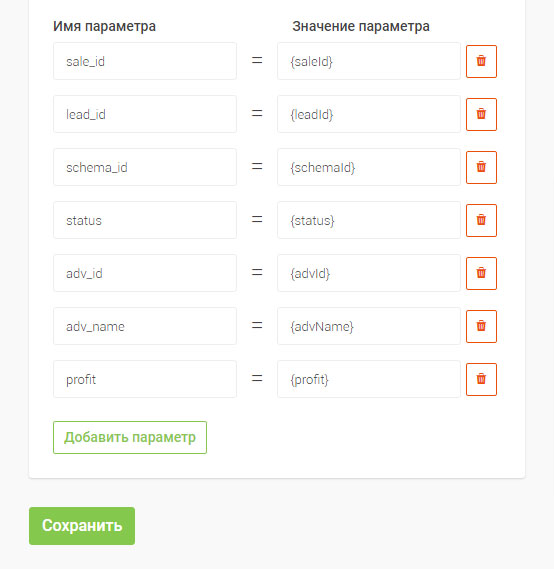 Имя параметра Значение параметра
sale_id = {saleId}
lead_id = {leadId}
schema_id = {schemaId}
status = {status}
adv_id = {advId}
adv_name = {advName}
profit = {profit}
Добавить параметр
Сохранить